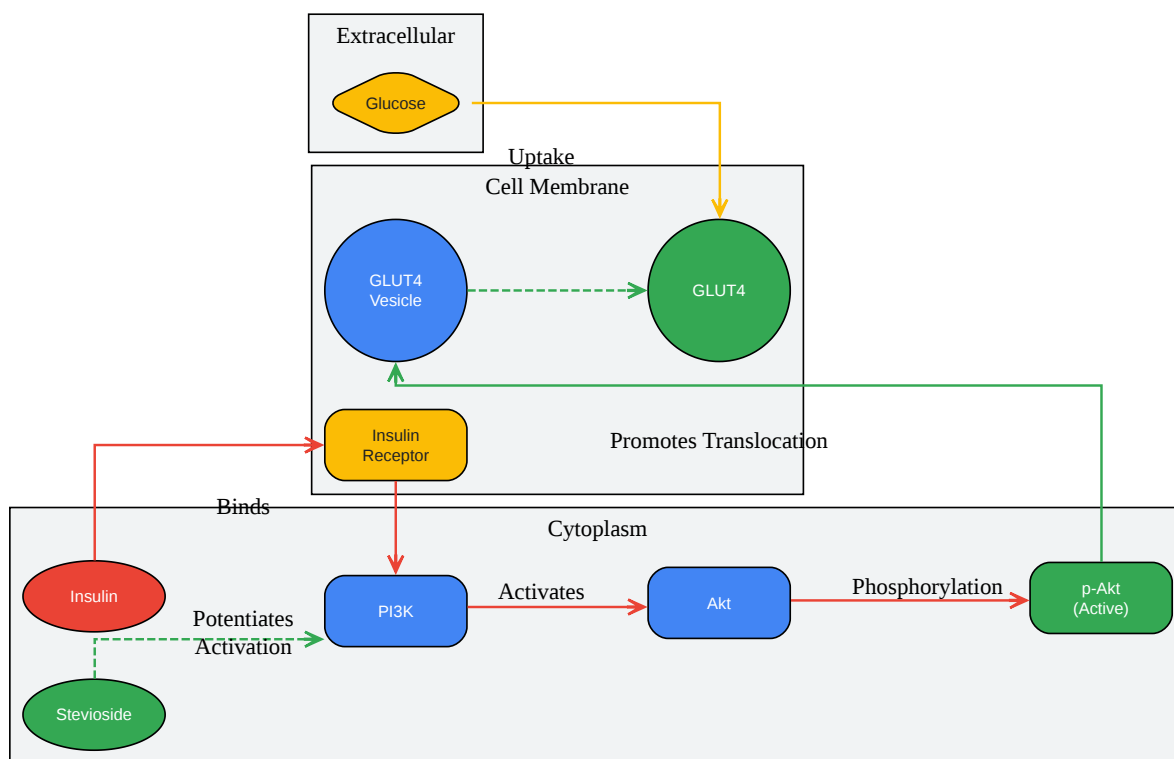 Extracellular
Glucose
Uptake
Cell Membrane
GLUT4
Vesicle
GLUT4
Insulin
Receptor
Promotes Translocation
Binds
Cytoplasm
Insulin
Potentiates
Activation
PI3K
Activates
Akt
Phosphorylation
p-Akt
(Active)
Stevioside